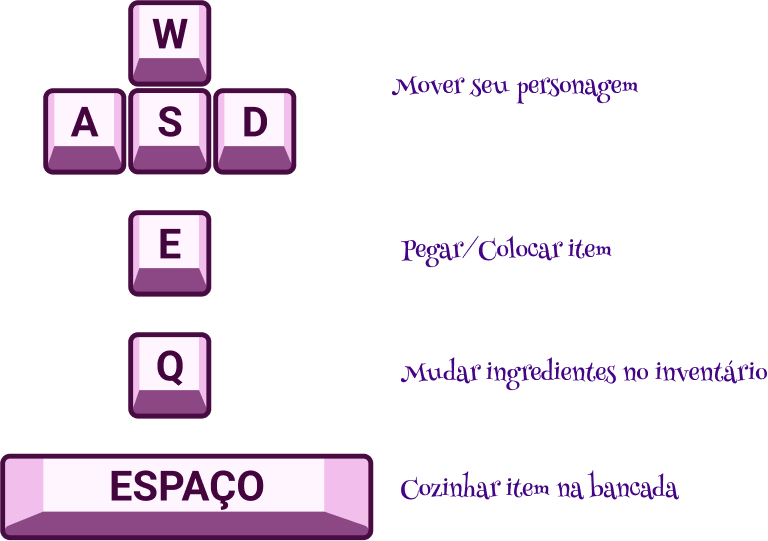 W
Mover seu personagem
A S D
E
Pegar/Colocar item
Q
Mudar ingredientes no inventário
ESPAÇO
Cozinhar item na bancada